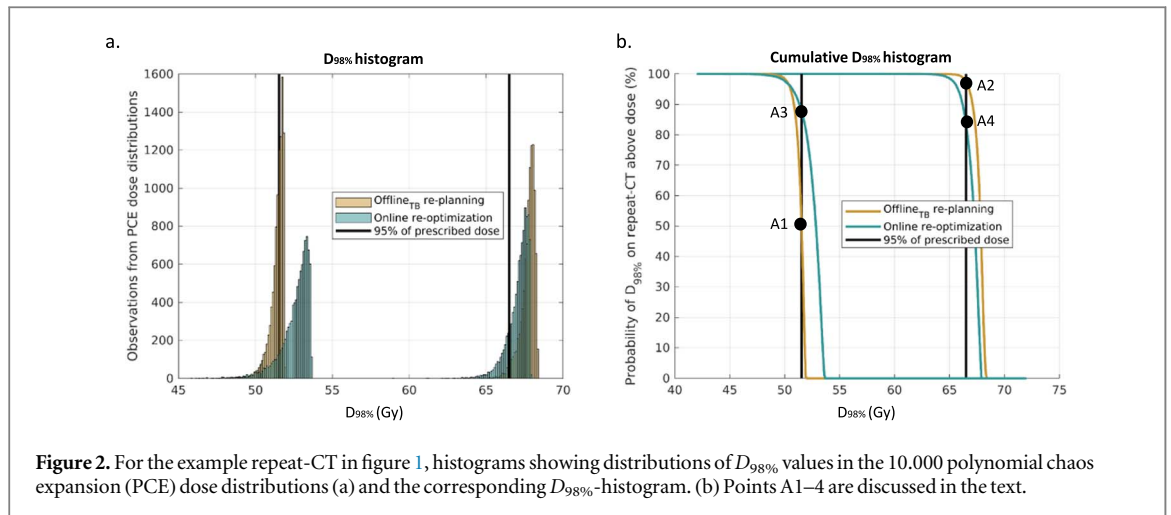 a.
D98% histogram
1600
1400
1200
1000
800
600
400
200
0
Observations from PCE dose distributions
45 50 55 60 65 70
D98% (Gy)
OfflineTB re-planning
Online re-optimization
95% of prescribed dose
b.
Cumulative D98% histogram
100
90
80
70
60
50
40
30
20
10
0
Probability of D98% on repeat-CT above dose (%)
40 45 50 55 60 65 70 75
D98% (Gy)
A3
A1
A2
A4
OfflineTB re-planning
Online re-optimization
95% of prescribed dose
Figure 2. For the example repeat-CT in figure 1, histograms showing distributions of D98% values in the 10.000 polynomial chaos
expansion (PCE) dose distributions (a) and the corresponding D98%-histogram. (b) Points A1–4 are discussed in the text.